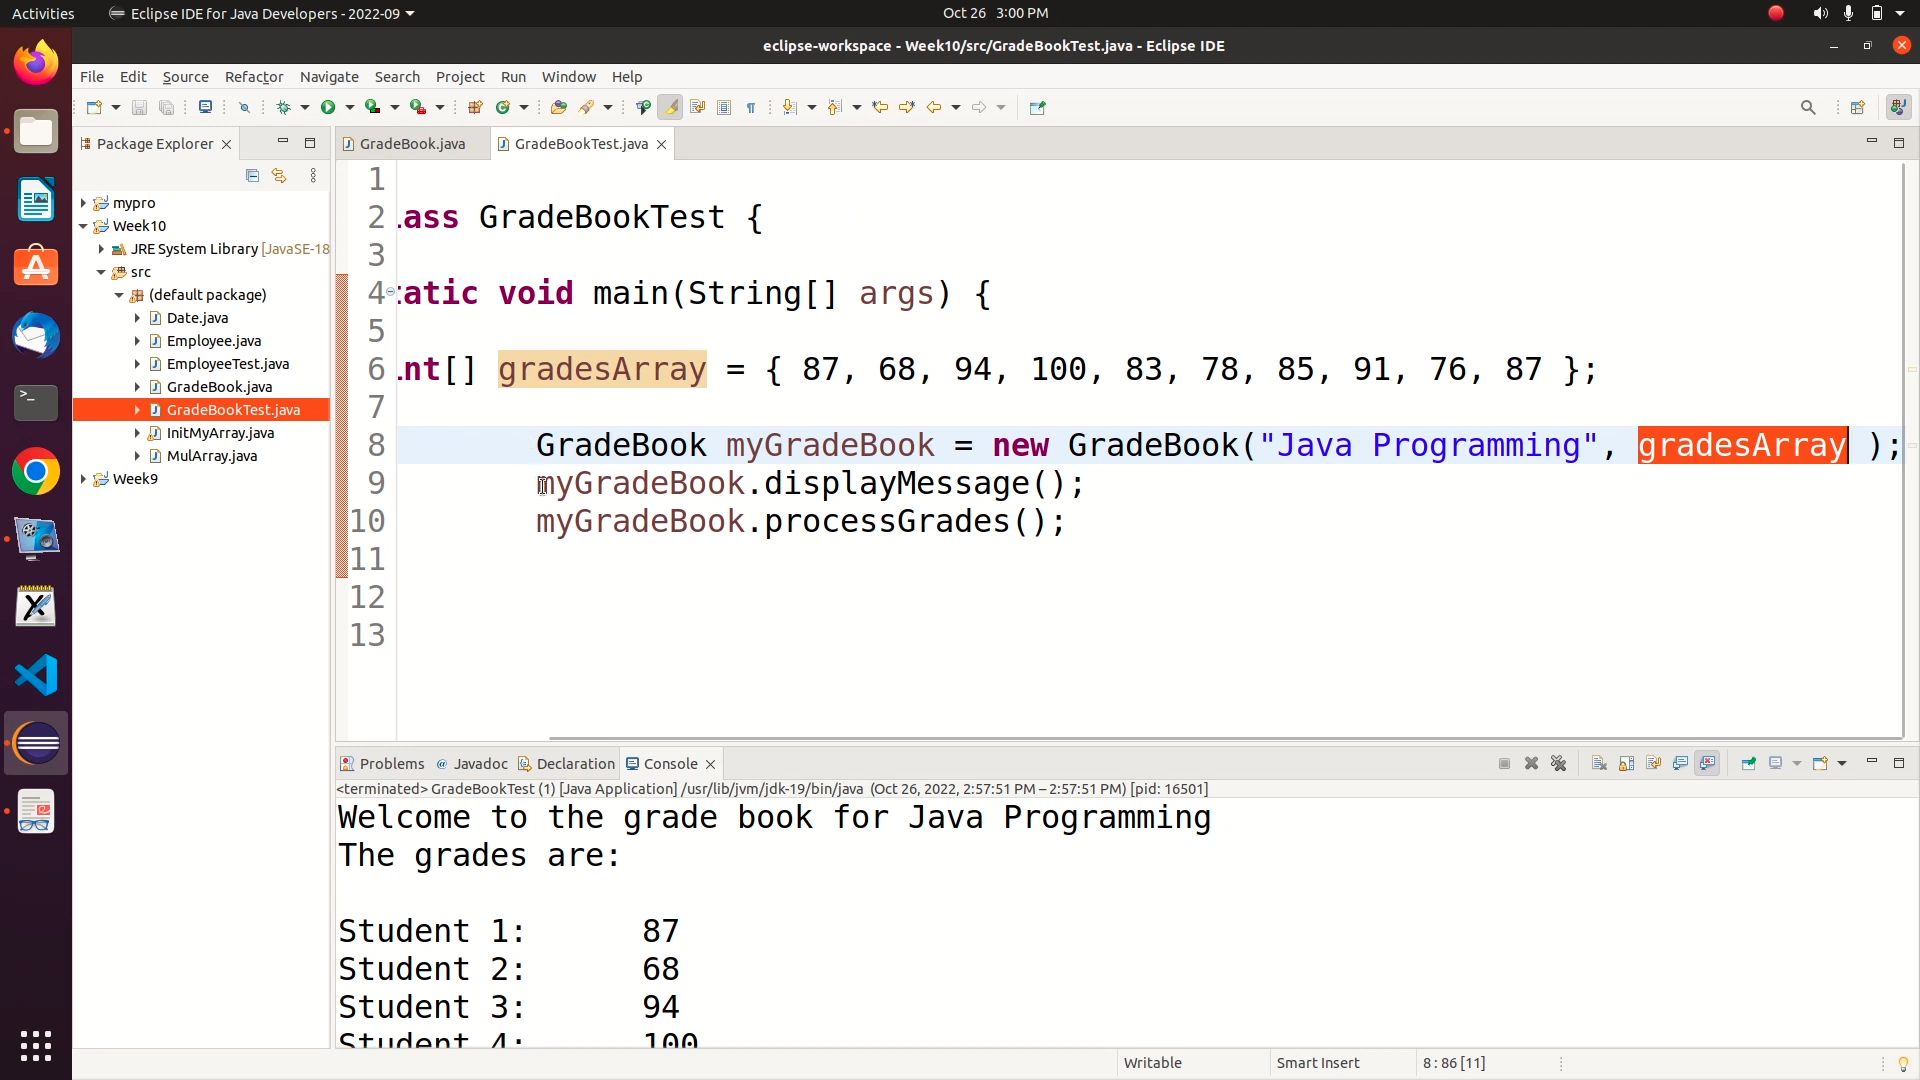 Activities
Eclipse IDE for Java Developers - 2022-09
Oct 26 3:00 PM
eclipse-workspace - Week10/src/GradeBookTest.java - Eclipse IDE
File Edit Source Refactor Navigate Search Project Run Window Help
Package Explorer
GradeBook.java
GradeBookTest.java
mypro
Week10
JRE System Library [JavaSE-18
src
(default package)
Date.java
Employee.java
EmployeeTest.java
GradeBook.java
GradeBookTest.java
InitMyArray.java
MulArray.java
Week9
1
2 lass GradeBookTest {
3
4 tatic void main(String[] args) {
5
6 int[] gradesArray = { 87, 68, 94, 100, 83, 78, 85, 91, 76, 87 };
7
8 GradeBook myGradeBook = new GradeBook("Java Programming", gradesArray );
9 myGradeBook.displayMessage();
10 myGradeBook.processGrades();
11
12
13
Problems Javadoc Declaration Console
<terminated> GradeBookTest (1) [Java Application] /usr/lib/jvm/jdk-19/bin/java (Oct 26, 2022, 2:57:51 PM – 2:57:51 PM) [pid: 16501]
Welcome to the grade book for Java Programming
The grades are:
Student 1: 87
Student 2: 68
Student 3: 94
Student 4: 100
Writable
Smart Insert
8 : 86 [11]